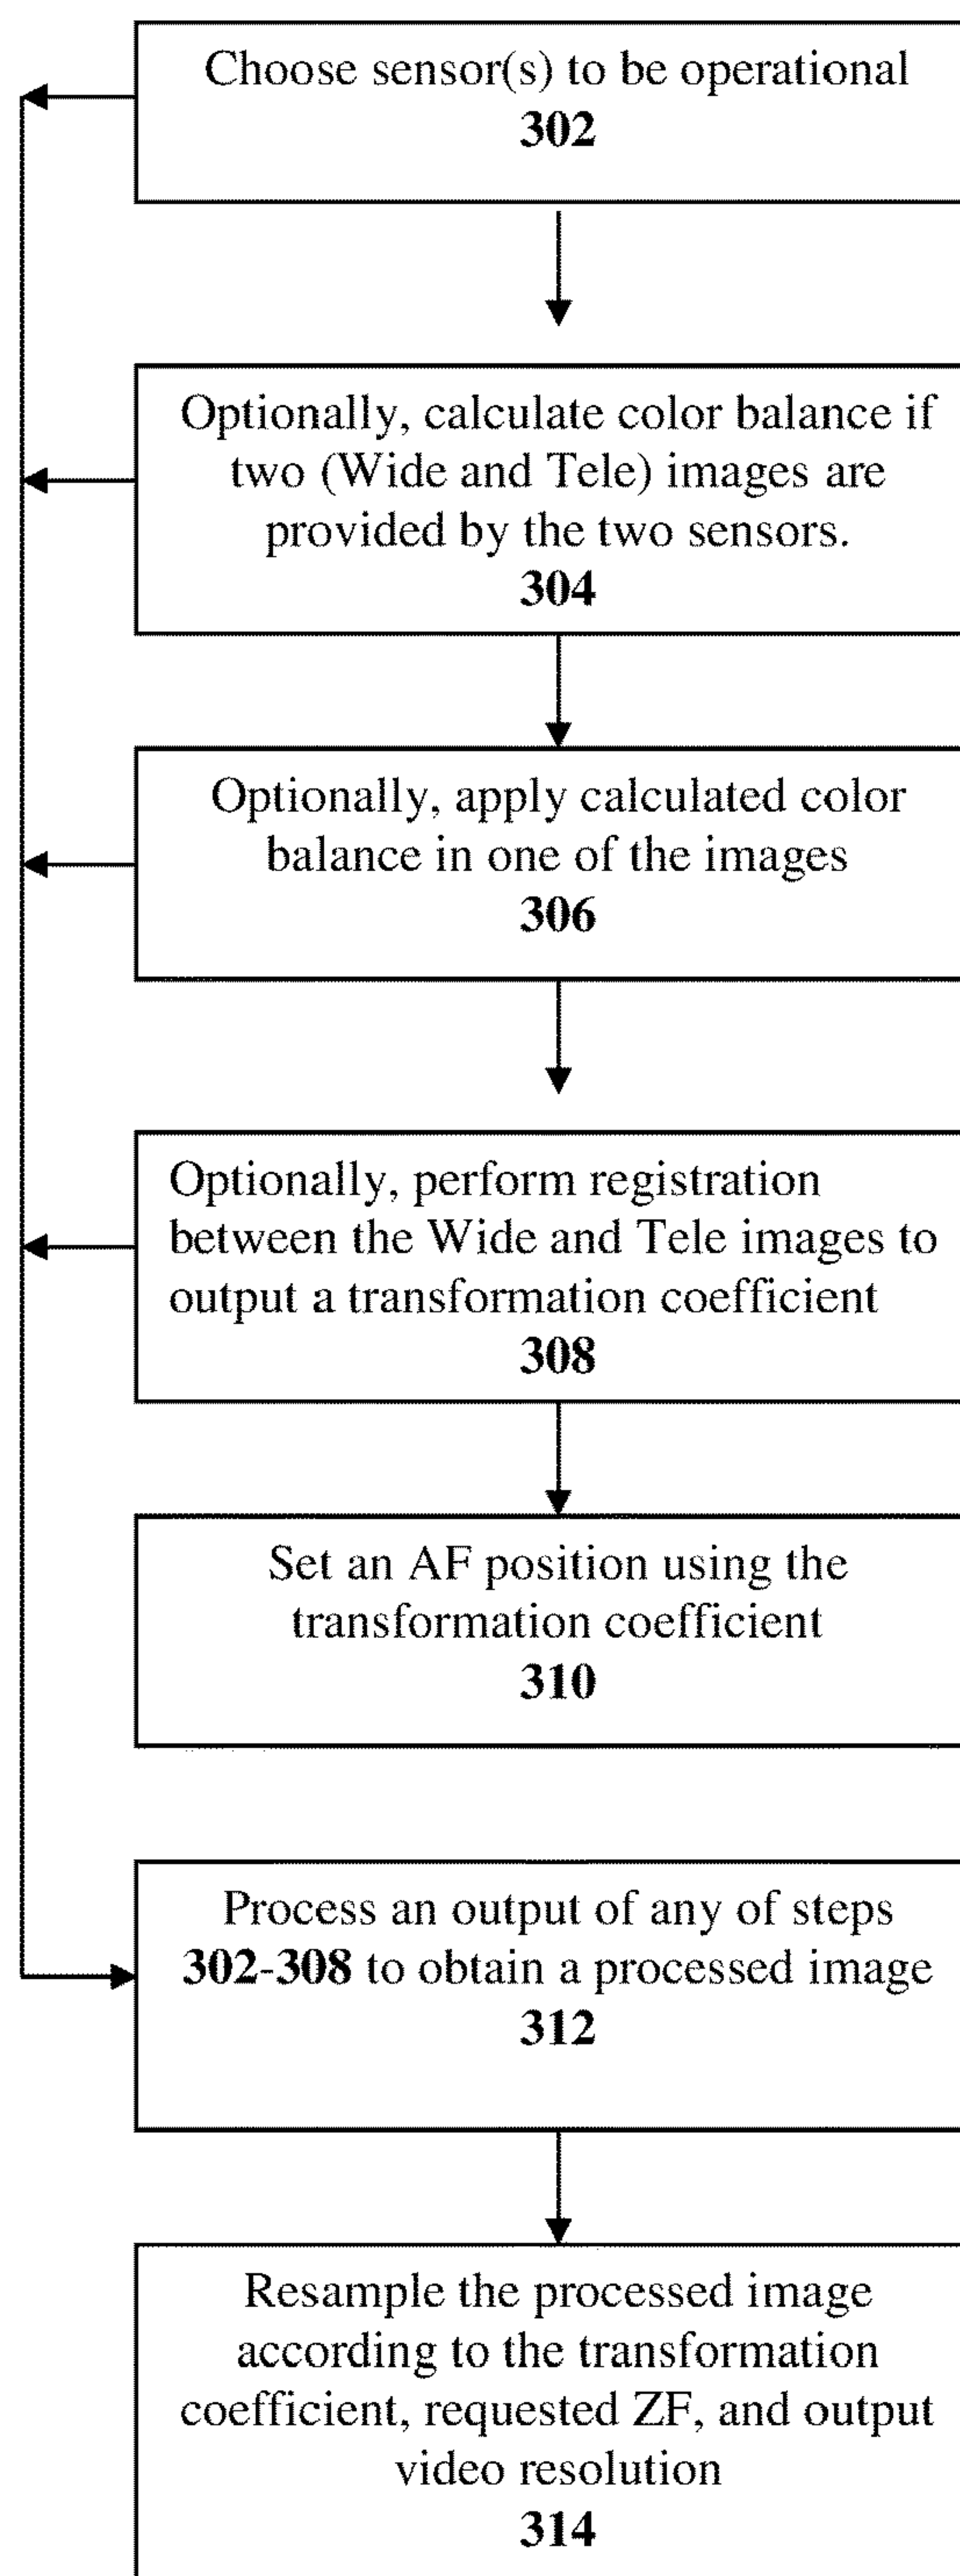 Choose sensor(s) to be operational
302
Optionally, calculate color balance if
two (Wide and Tele) images are
provided by the two sensors.
304
Optionally, apply calculated color
balance in one of the images
306
Optionally, perform registration
between the Wide and Tele images to
output a transformation coefficient
308
Set an AF position using the
transformation coefficient
310
Process an output of any of steps
302-308 to obtain a processed image
312
Resample the processed image
according to the transformation
coefficient, requested ZF, and output
video resolution
314